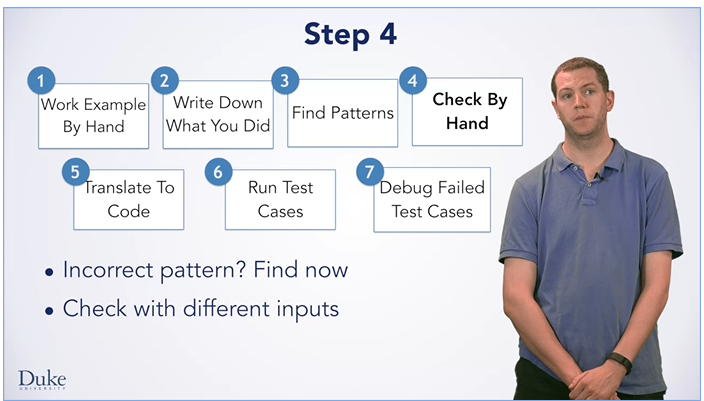 Step 4
1
Work Example
By Hand
2
Write Down
What You Did
3
Find Patterns
4
Check By
Hand
5
Translate To
Code
6
Run Test
Cases
7
Debug Failed
Test Cases
• Incorrect pattern? Find now
• Check with different inputs
Duke
UNIVERSITY